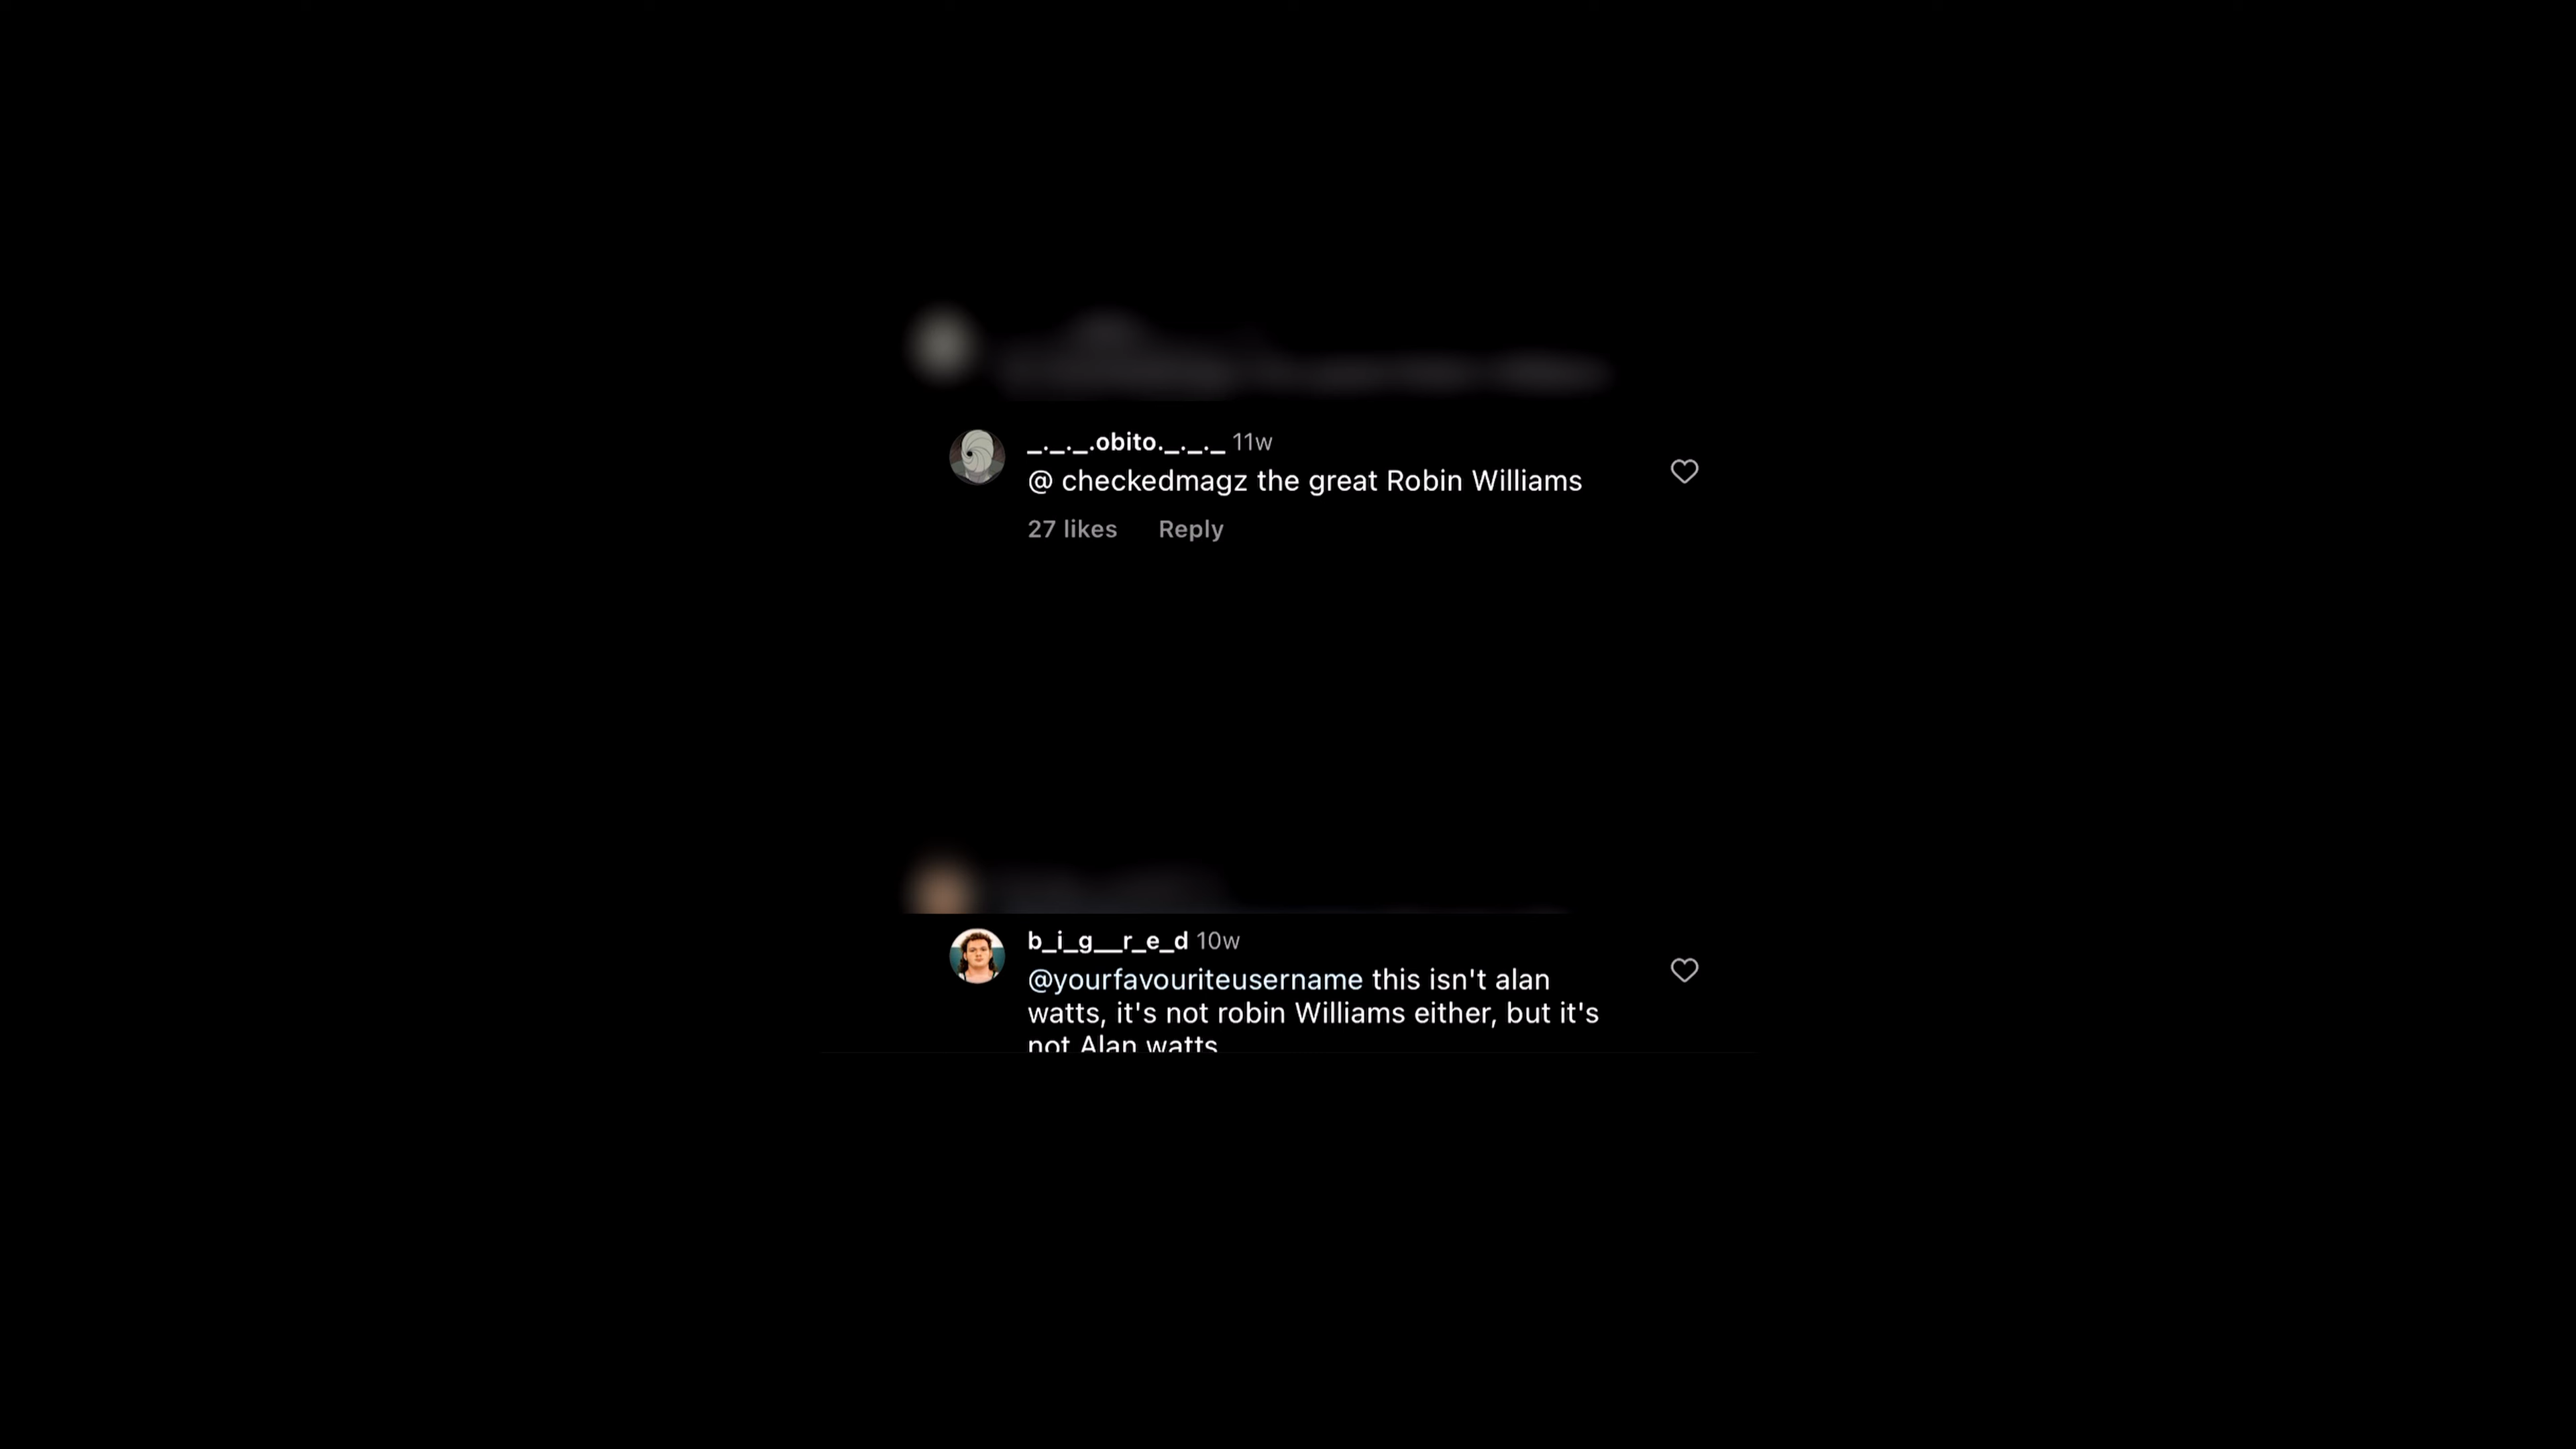 _._._.obito._._._ 11w
@ checkedmagz the great Robin Williams
27 likes Reply
b_i_g__r_e_d 10w
@yourfavouriteusername this isn't alan
watts, it's not robin Williams either, but it's
not Alan watts